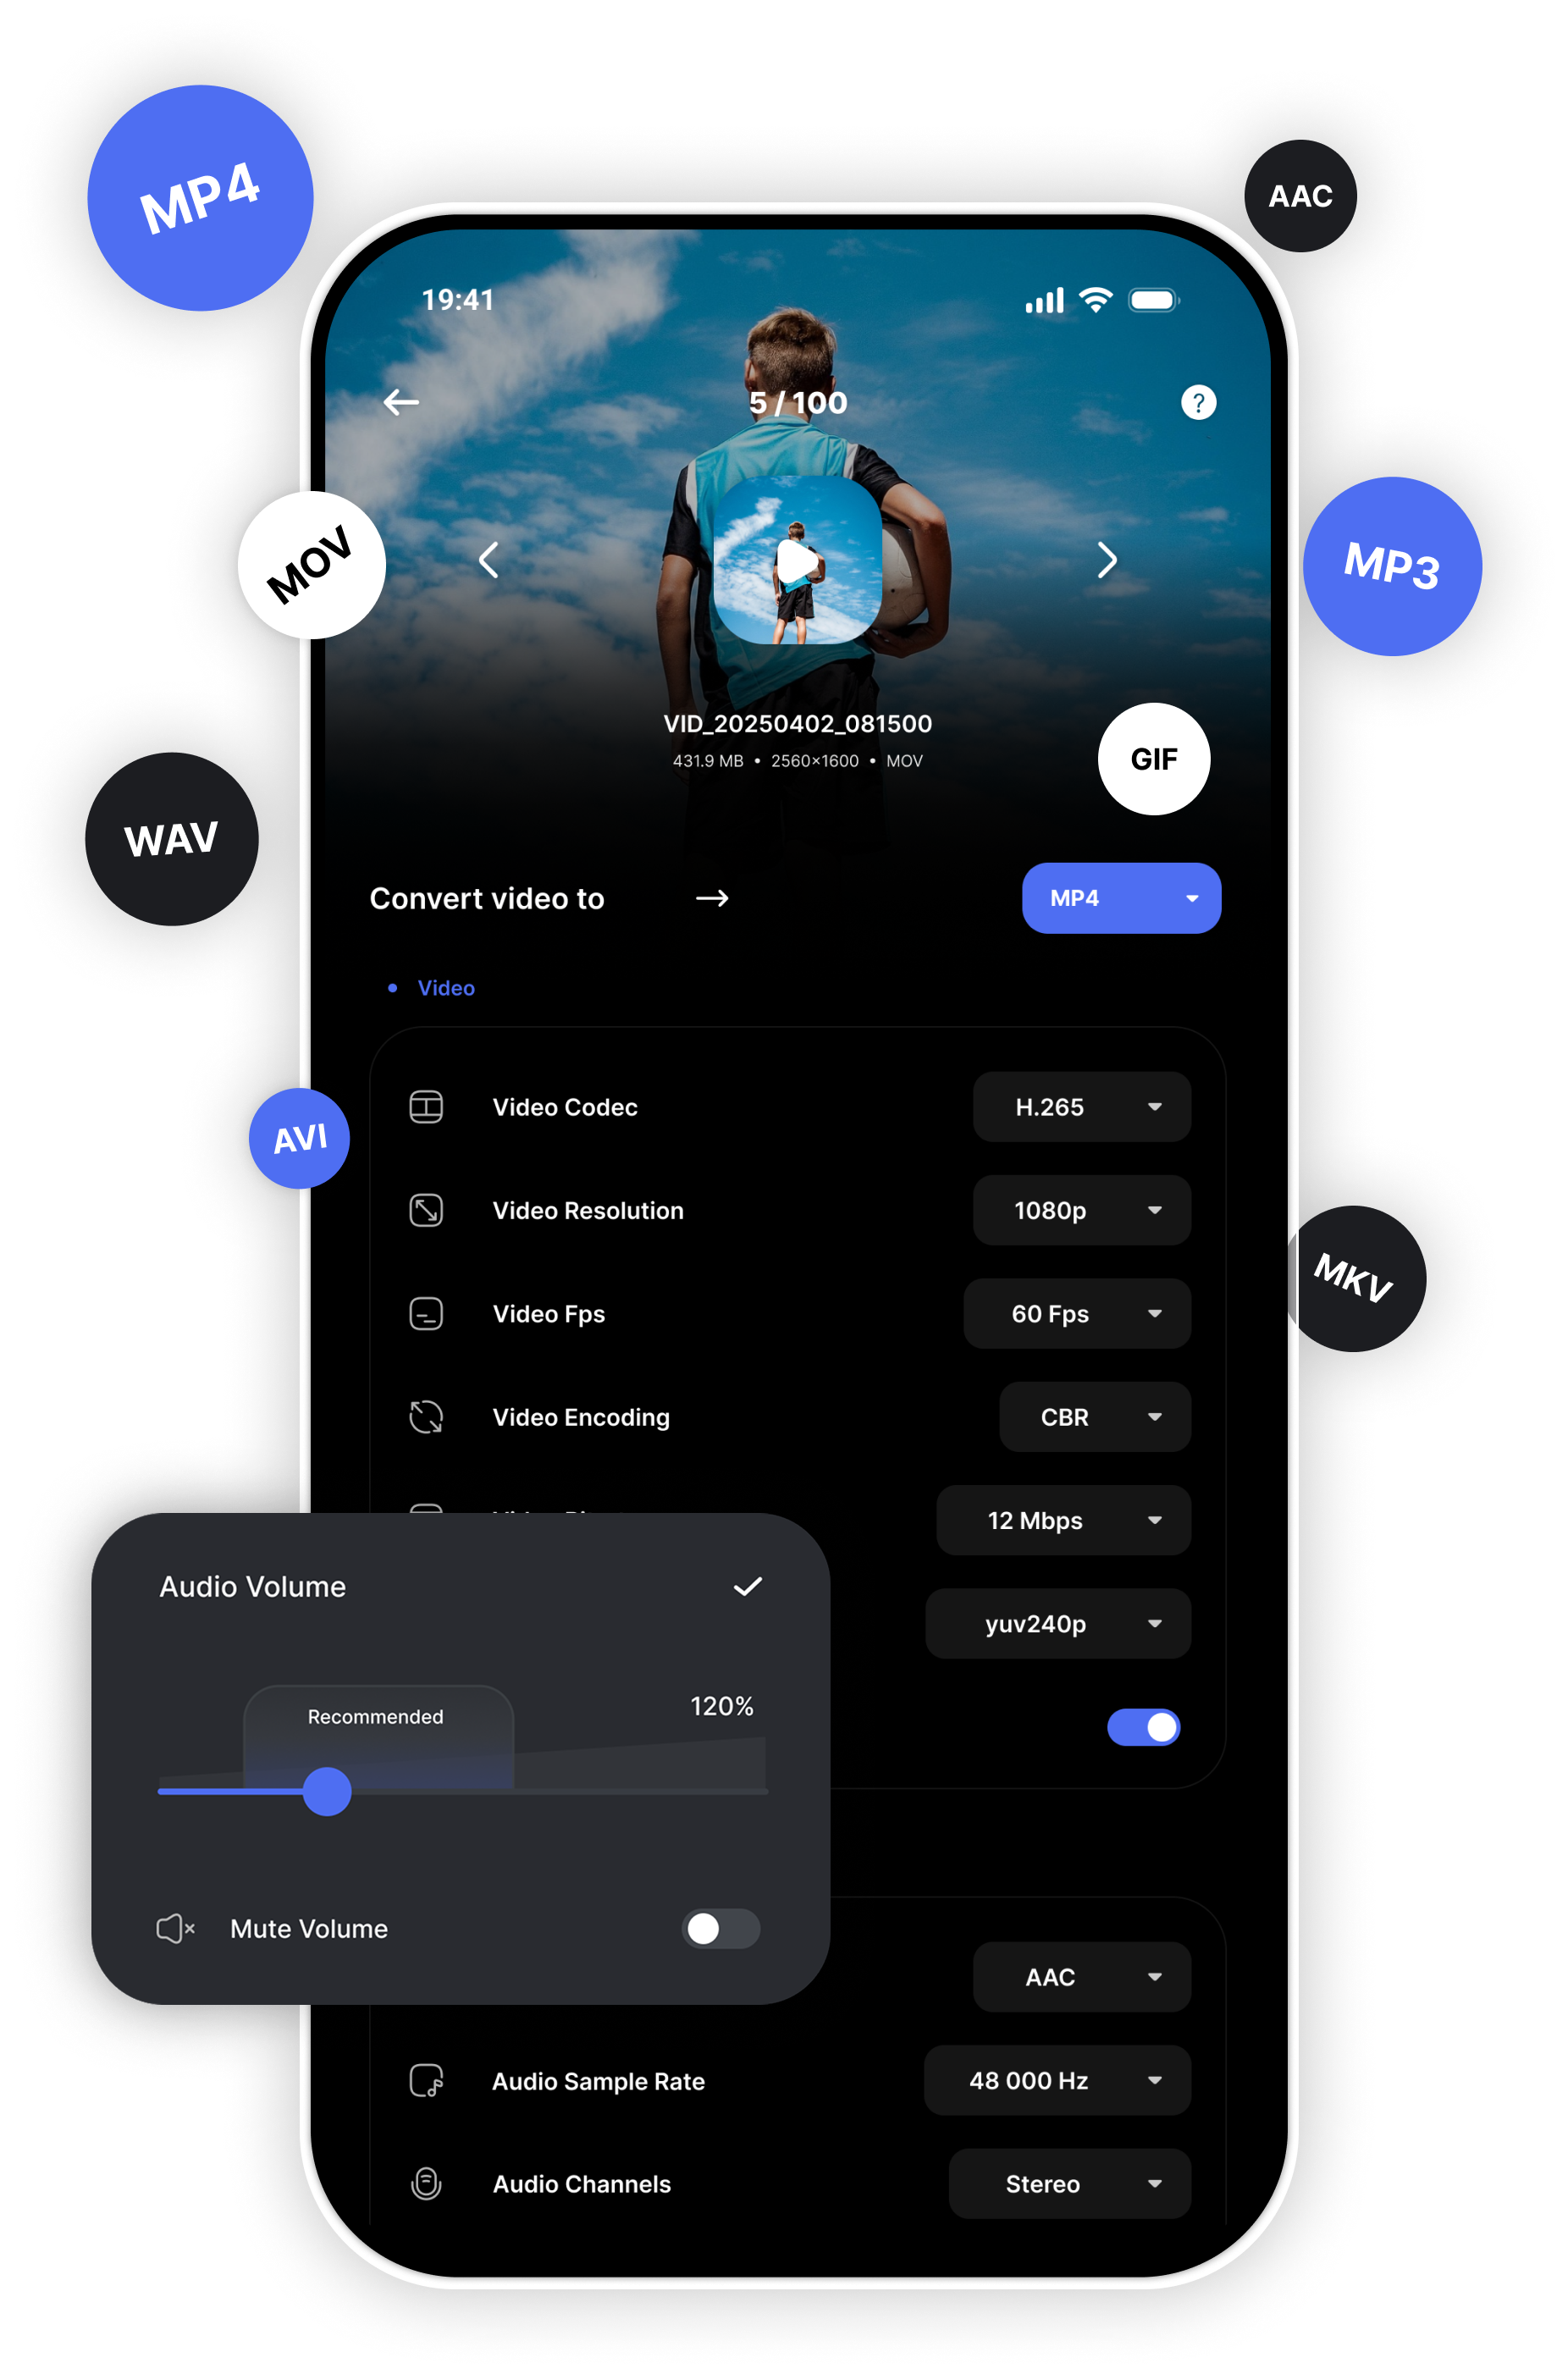 MP4
AAC
19:41
5 / 100
?
MOV
MP3
VID_20250402_081500
431.9 MB • 2560×1600 • MOV
GIF
WAV
Convert video to → MP4
• Video
Video Codec H.265
AVI
Video Resolution 1080p
MKV
Video Fps 60 Fps
Video Encoding CBR
12 Mbps
yuv240p
Audio Volume
Recommended
120%
Mute Volume
AAC
Audio Sample Rate 48 000 Hz
Audio Channels Stereo